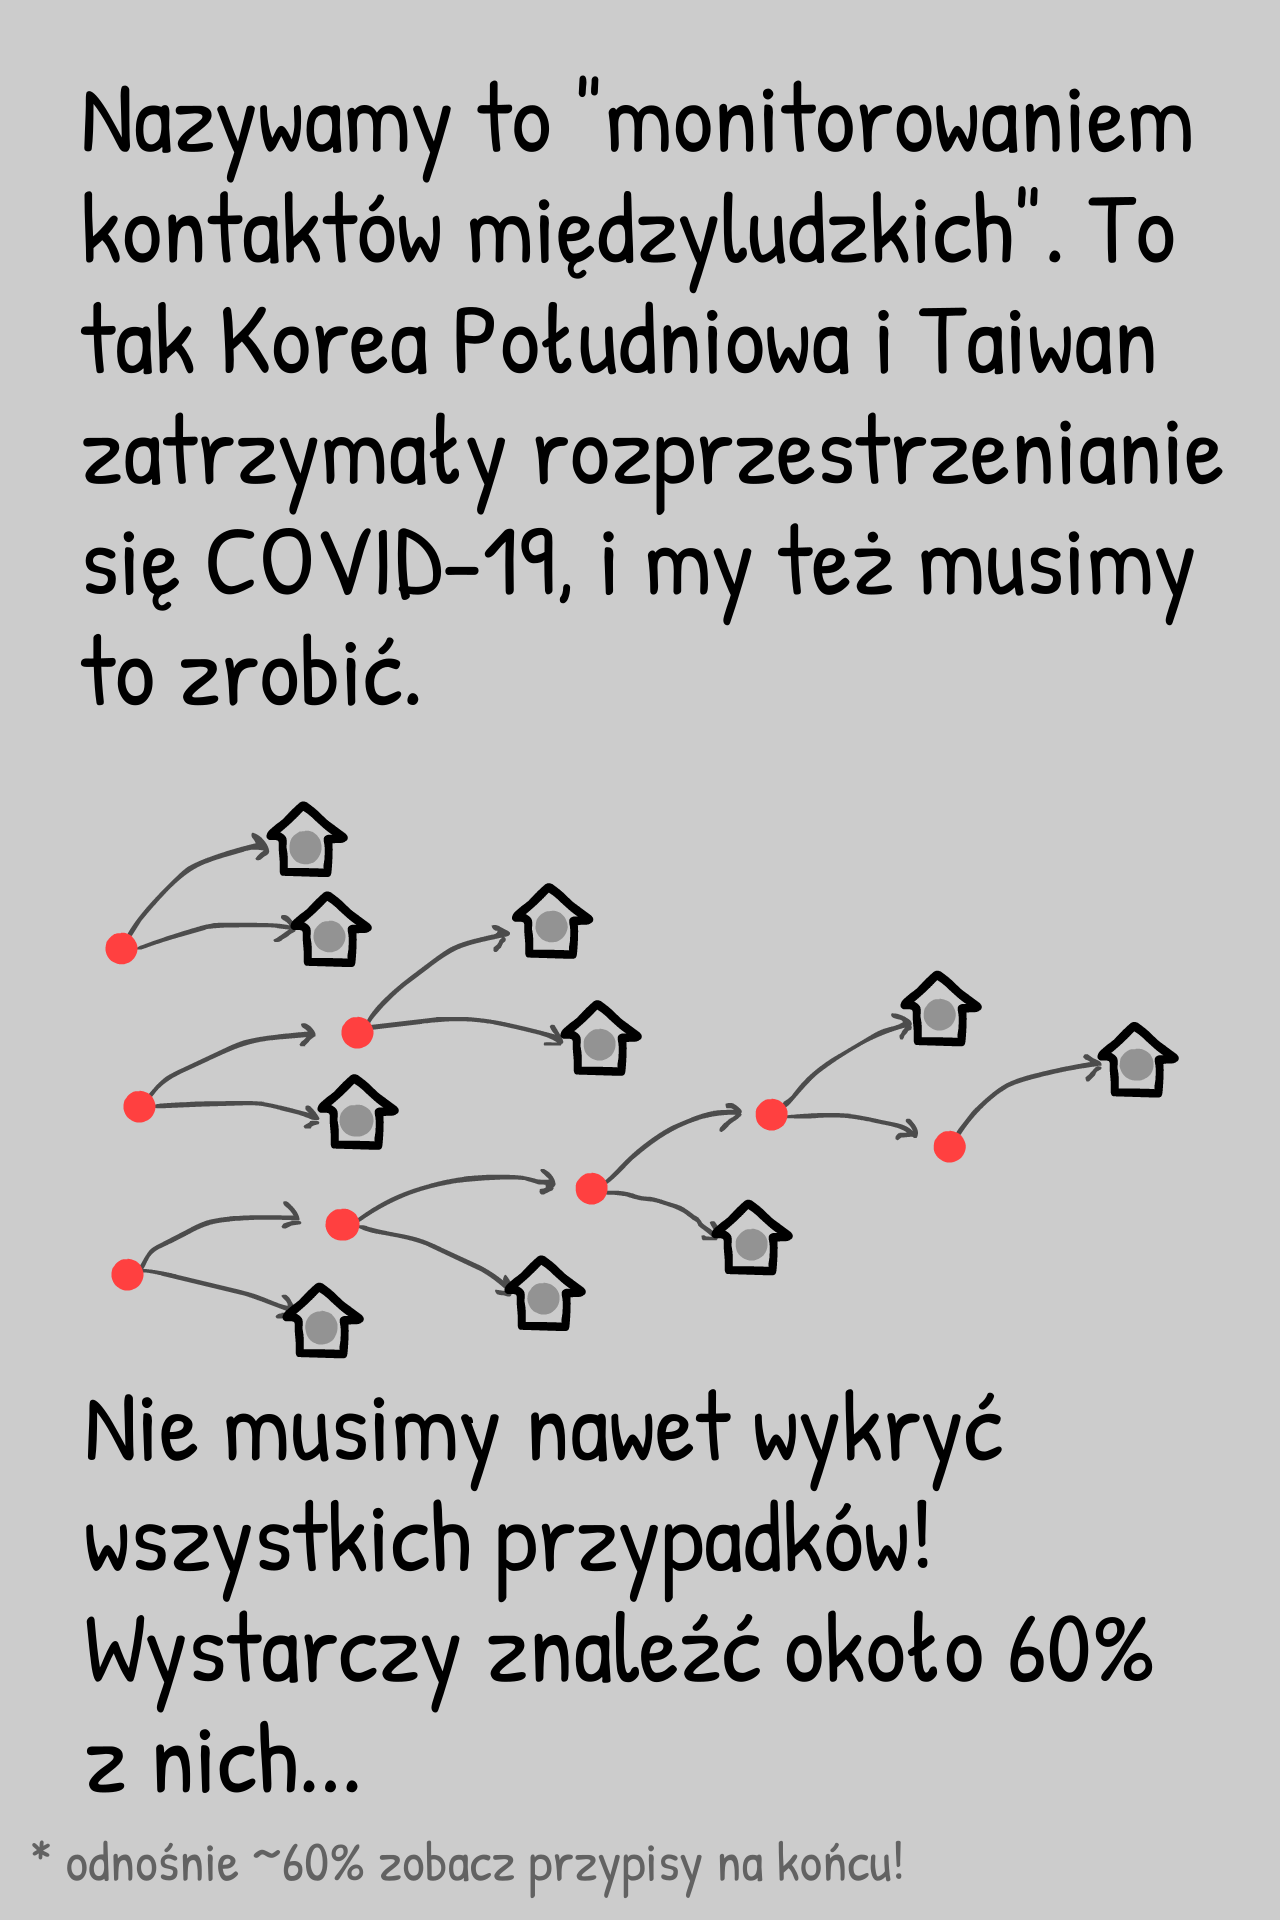 Nazywamy to "monitorowaniem
kontaktów międzyludzkich". To
tak Korea Południowa i Taiwan
zatrzymały rozprzestrzenianie
się COVID-19, i my też musimy
to zrobić.
Nie musimy nawet wykryć
wszystkich przypadków!
Wystarczy znaleźć około 60%
z nich...
* odnośnie ~60% zobacz przypisy na końcu!